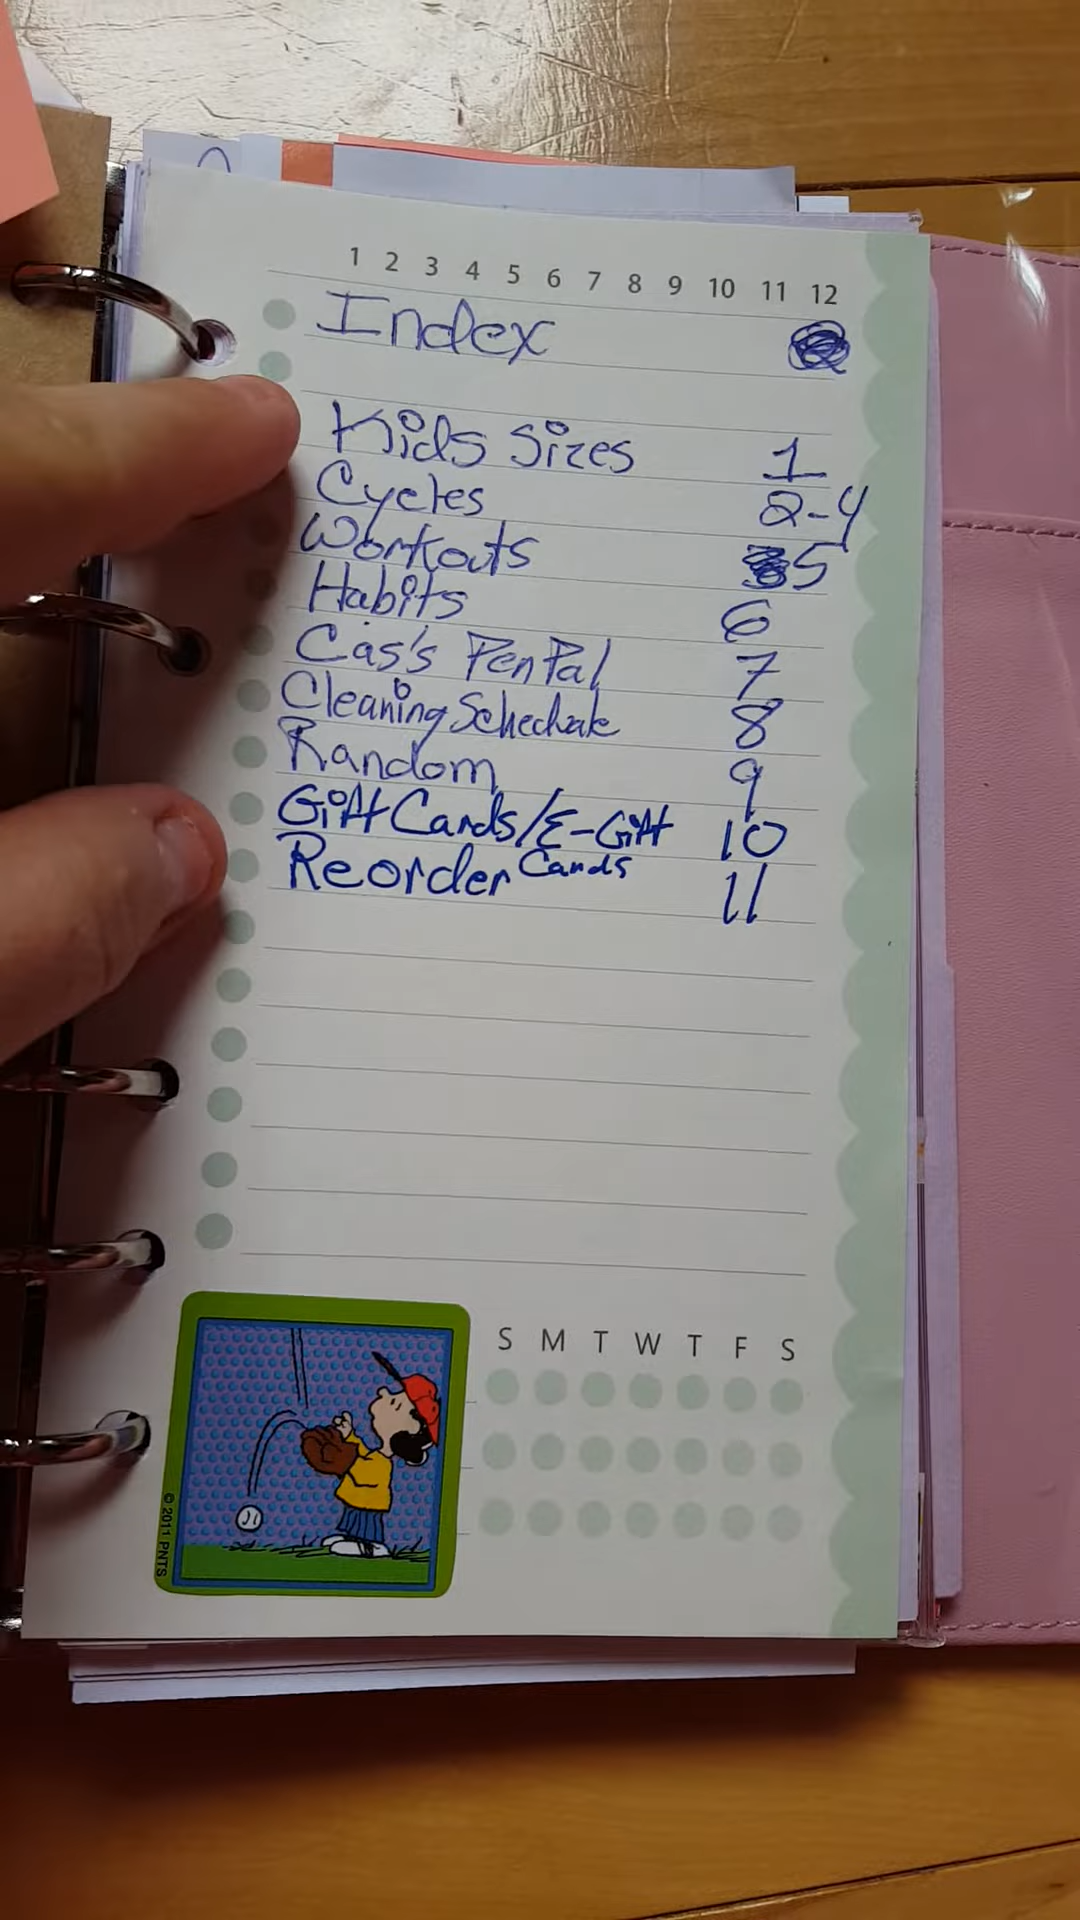 1 2 3 4 5 6 7 8 9 10 11 12
Index
Kids Sizes 1
Cycles 2-4
Workouts 5
Habits 6
Cas's Pen Pal 7
Cleaning Schedule 8
Random 9
Gift Cards/E-Gift 10
Cards
Reorder 11
S M T W T F S
© 2011 PNTS